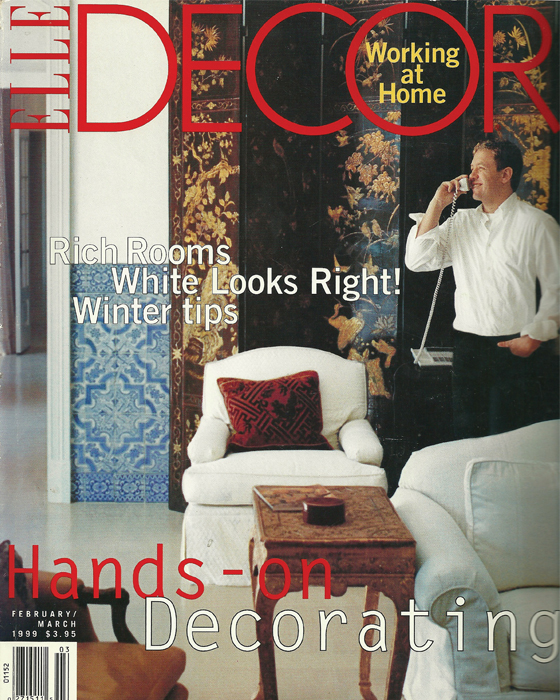 ELLE
DECOR
Working
at
Home
Rich Rooms
White Looks Right!
Winter tips
Hands-on
Decorating
FEBRUARY/
MARCH
1999 $3.95
03
01152